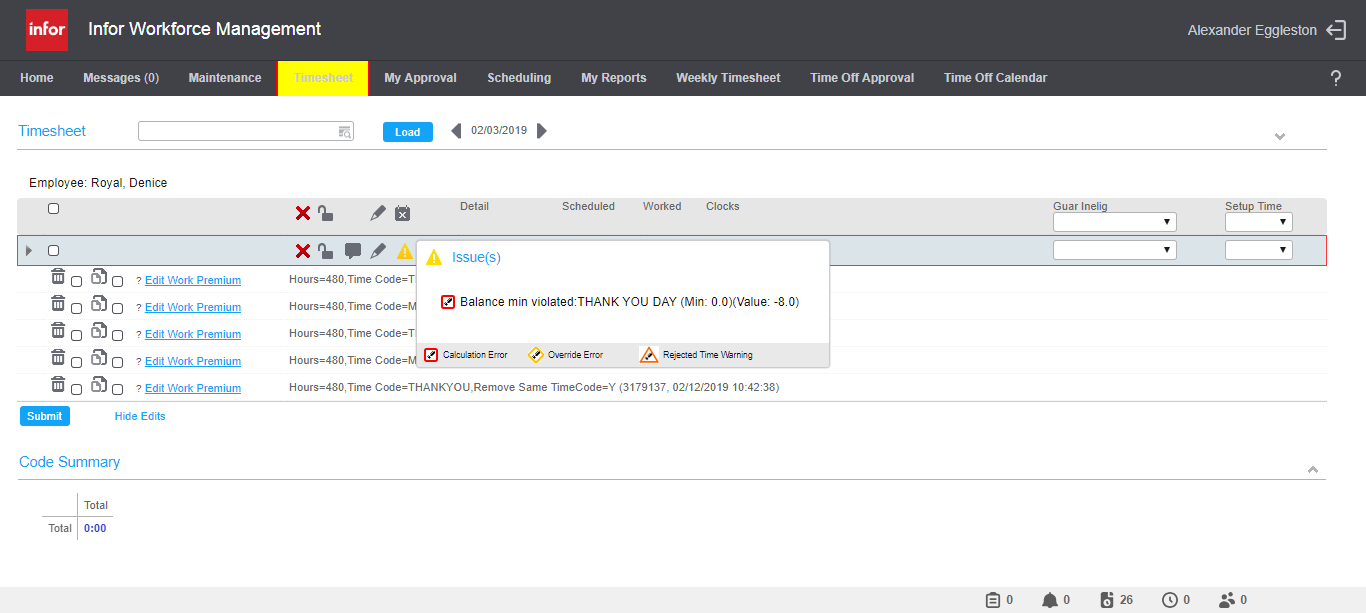 infor Infor Workforce Management Alexander Eggleston
Home Messages (0) Maintenance Timesheet My Approval Scheduling My Reports Weekly Timesheet Time Off Approval Time Off Calendar ?
Timesheet Load 02/03/2019
Employee: Royal, Denice
Detail Scheduled Worked Clocks Guar Inelig Setup Time
Issue(s)
? Edit Work Premium Hours=480,Time Code=T
Balance min violated:THANK YOU DAY (Min: 0.0)(Value: -8.0)
? Edit Work Premium Hours=480,Time Code=M
? Edit Work Premium Hours=480,Time Code=T
Calculation Error Override Error Rejected Time Warning
? Edit Work Premium Hours=480,Time Code=M
? Edit Work Premium Hours=480,Time Code=THANKYOU,Remove Same TimeCode=Y (3179137, 02/12/2019 10:42:38)
Submit Hide Edits
Code Summary
Total
Total 0:00
0 0 26 0 0